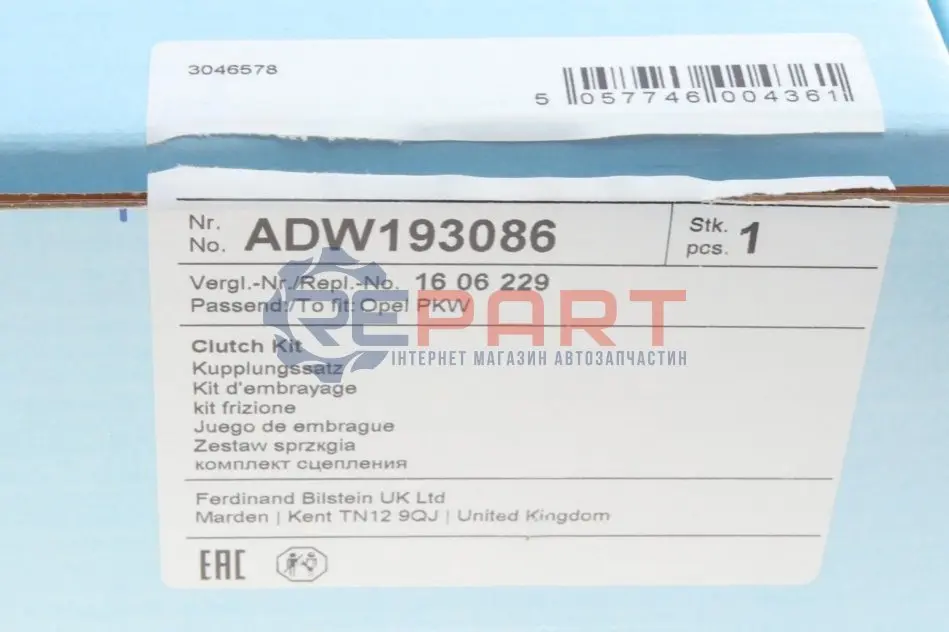 3046578
5 057746 004361
Nr. No. ADW193086 Stk. pcs. 1
Vergl.-Nr./Repl.-No. 16 06 229
Passend:/To fit: Opel PKW
REPART
ІНТЕРНЕТ МАГАЗИН АВТОЗАПЧАСТИН
Clutch Kit
Kupplungssatz
Kit d'embrayage
kit frizione
Juego de embrague
Zestaw sprzкgia
комплект сцепления
Ferdinand Bilstein UK Ltd
Marden | Kent TN12 9QJ | United Kingdom
EAC